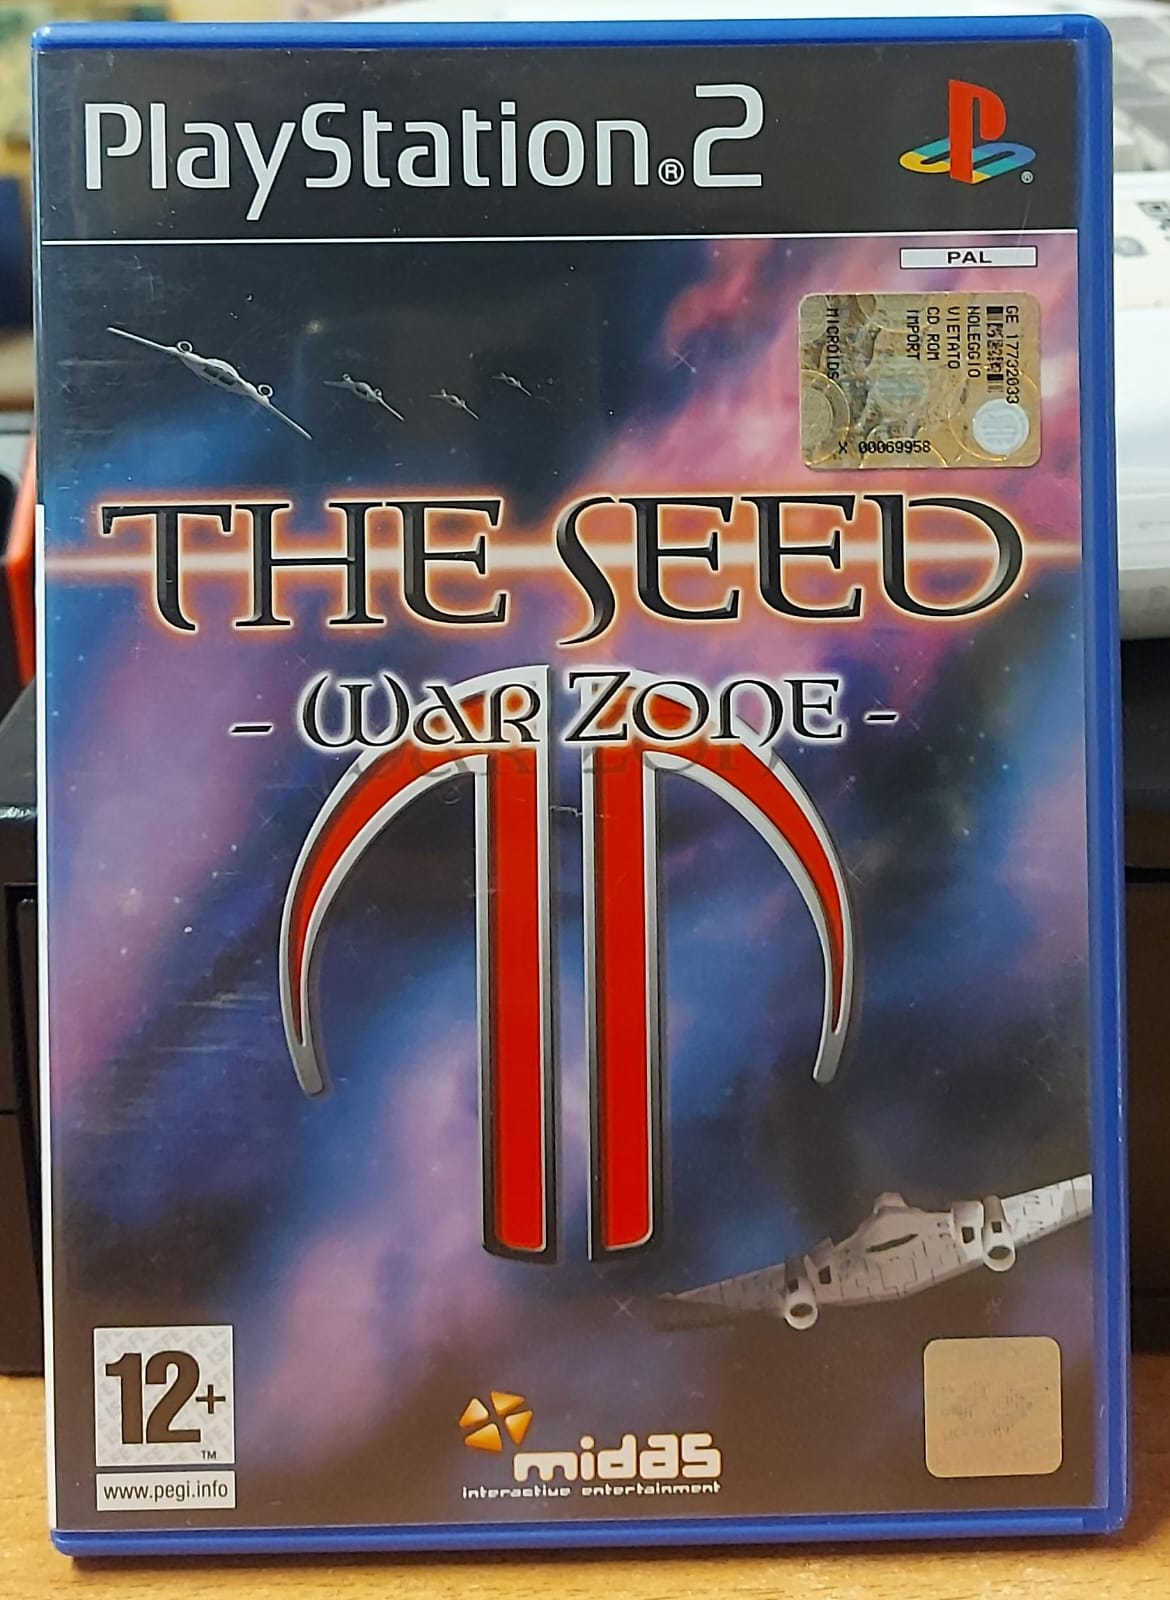 PlayStation®2
PAL
GE 17732033
NOLEGGIO
VIETATO
CD ROM
IMPORT
MICROIDS
X 00069958
THE SEED
- WAR ZONE -
12+
TM
www.pegi.info
midas
interactive entertainment